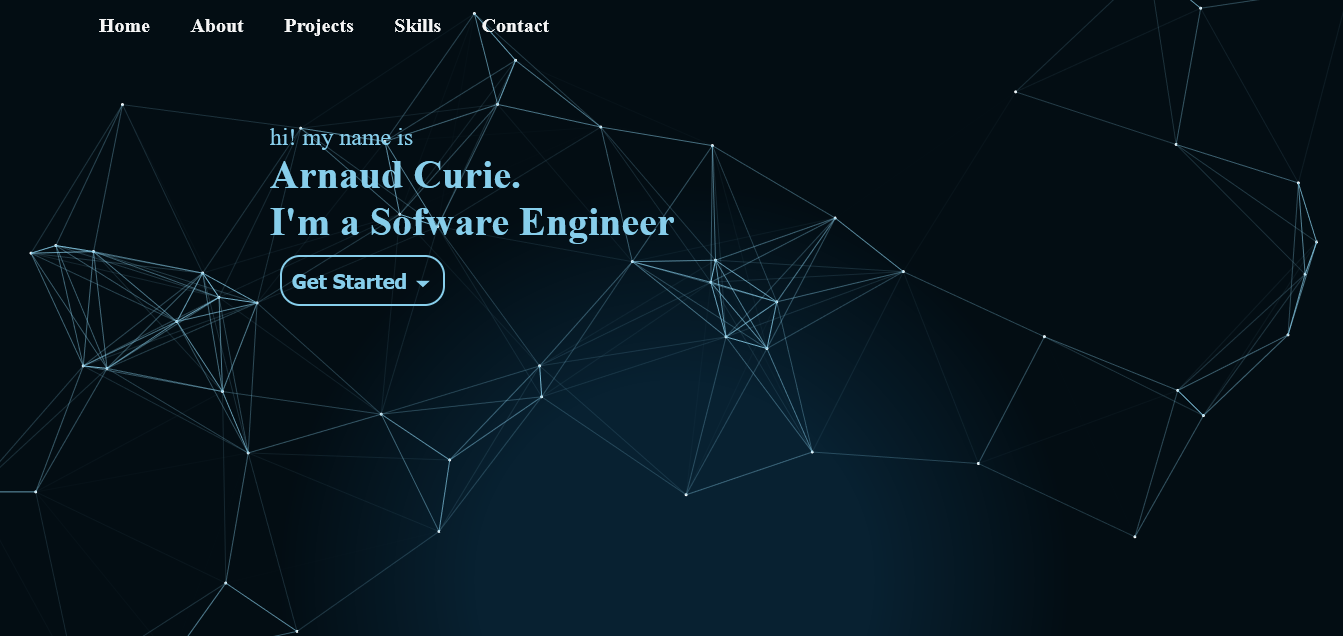 Home About Projects Skills Contact
hi! my name is
Arnaud Curie.
I'm a Sofware Engineer
Get Started